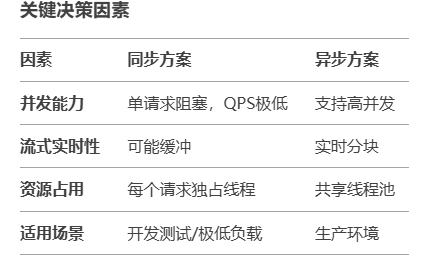 关键决策因素
因素 同步方案 异步方案
并发能力 单请求阻塞，QPS极低 支持高并发
流式实时性 可能缓冲 实时分块
资源占用 每个请求独占线程 共享线程池
适用场景 开发测试/极低负载 生产环境